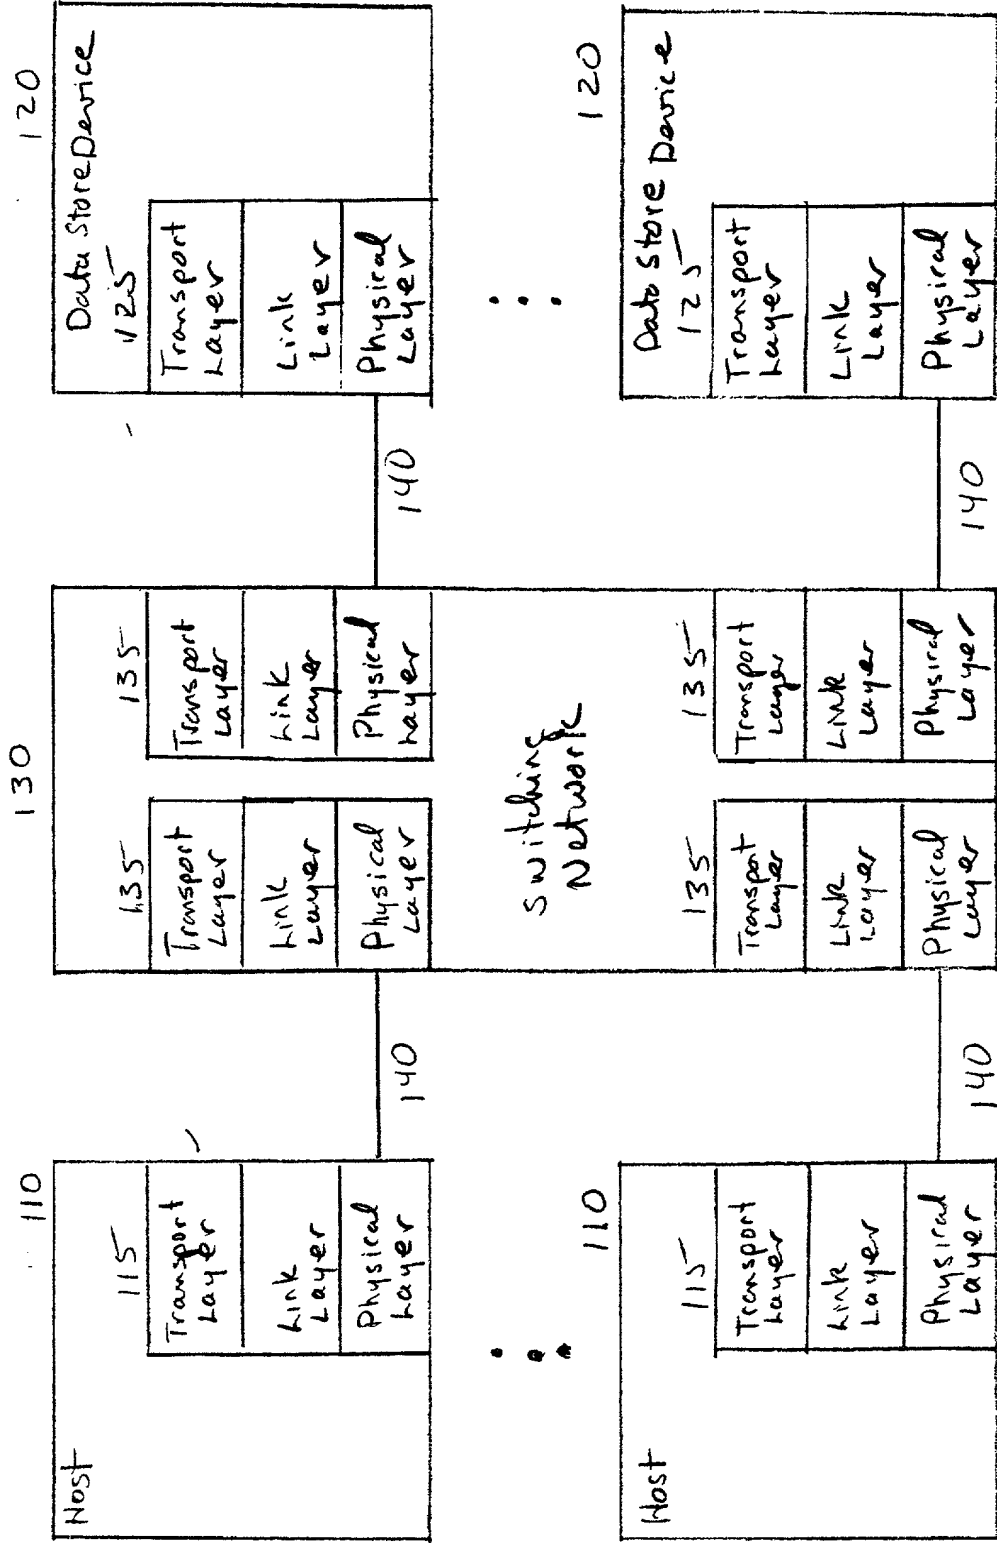 110
130
120
Host
115
Transport
Layer
Link
Layer
Physical
Layer
140
135
Transport
Layer
Link
Layer
Physical
Layer
135
Transport
Layer
Link
Layer
Physical
Layer
140
Data Store Device
125
Transport
Layer
Link
Layer
Physical
Layer
Switching
Network
110
120
Host
115
Transport
Layer
Link
Layer
Physical
Layer
140
135
Transport
Layer
Link
Layer
Physical
Layer
135
Transport
Layer
Link
Layer
Physical
Layer
140
Data Store Device
125
Transport
Layer
Link
Layer
Physical
Layer